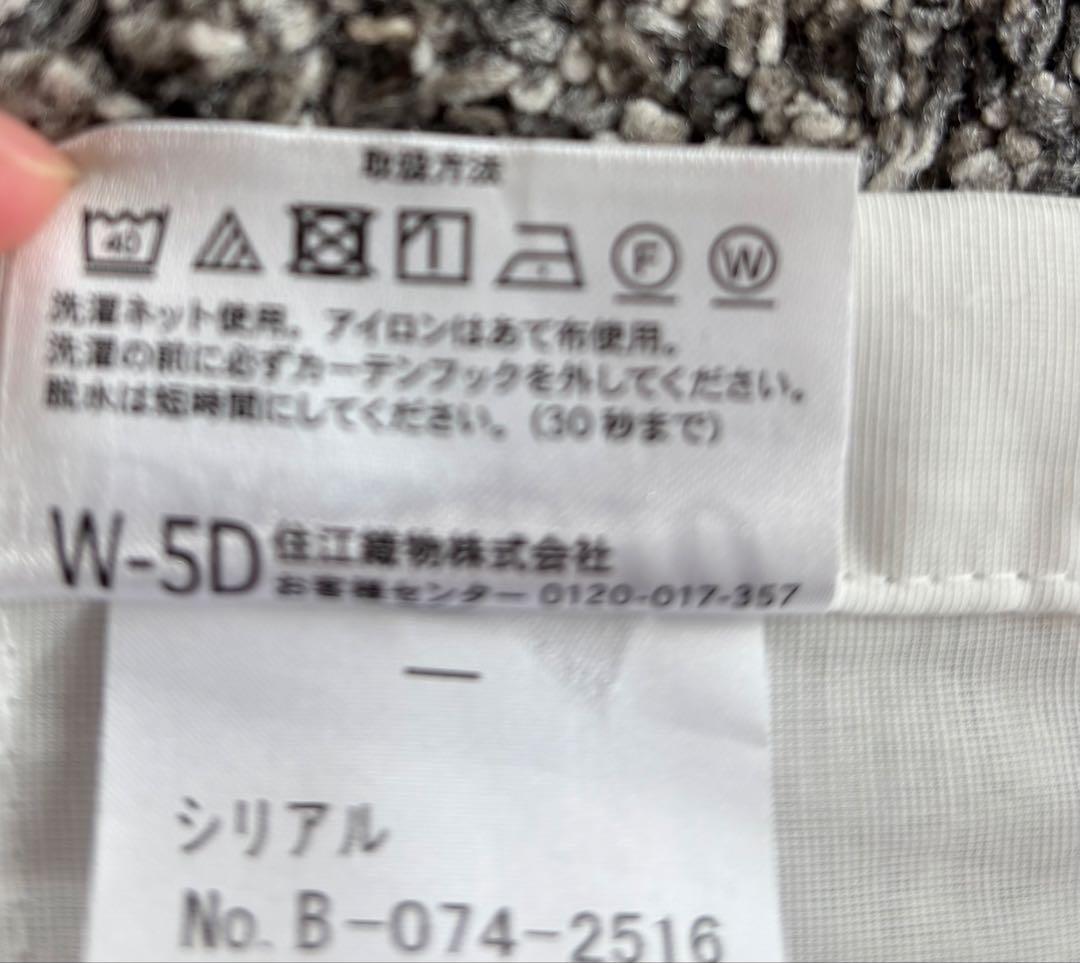 取扱方法
40 1 F W
洗濯ネット使用。アイロンはあて布使用。
洗濯の前に必ずカーテンフックを外してください。
脱水は短時間にしてください。(30秒まで)
W-5D 住江織物株式会社
お客様センター 0120-017-357
ー
シリアル
No. B-074-2516